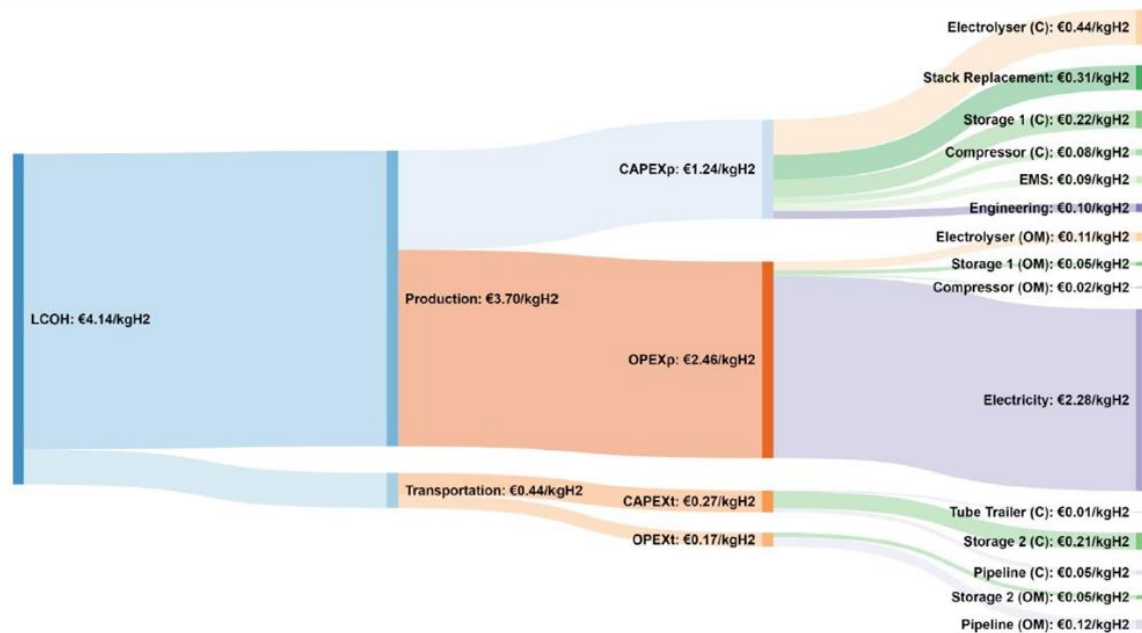 LCOH: €4.14/kgH2
Production: €3.70/kgH2
Transportation: €0.44/kgH2
CAPEXp: €1.24/kgH2
OPEXp: €2.46/kgH2
CAPEXt: €0.27/kgH2
OPEXt: €0.17/kgH2
Electrolyser (C): €0.44/kgH2
Stack Replacement: €0.31/kgH2
Storage 1 (C): €0.22/kgH2
Compressor (C): €0.08/kgH2
EMS: €0.09/kgH2
Engineering: €0.10/kgH2
Electrolyser (OM): €0.11/kgH2
Storage 1 (OM): €0.05/kgH2
Compressor (OM): €0.02/kgH2
Electricity: €2.28/kgH2
Tube Trailer (C): €0.01/kgH2
Storage 2 (C): €0.21/kgH2
Pipeline (C): €0.05/kgH2
Storage 2 (OM): €0.05/kgH2
Pipeline (OM): €0.12/kgH2